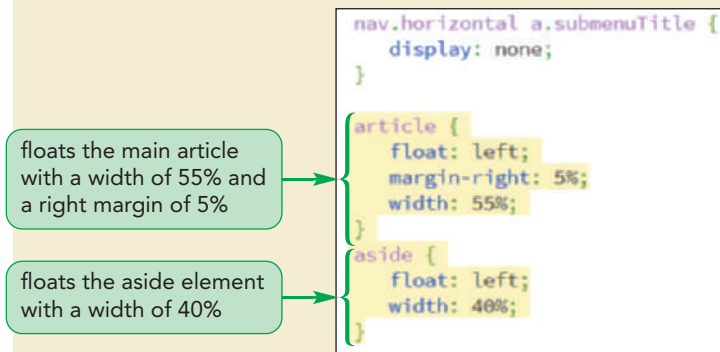 nav.horizontal a.submenuTitle {
display: none;
}
floats the main article
with a width of 55% and
a right margin of 5%
article {
float: left;
margin-right: 5%;
width: 55%;
}
floats the aside element
with a width of 40%
aside {
float: left;
width: 40%;
}